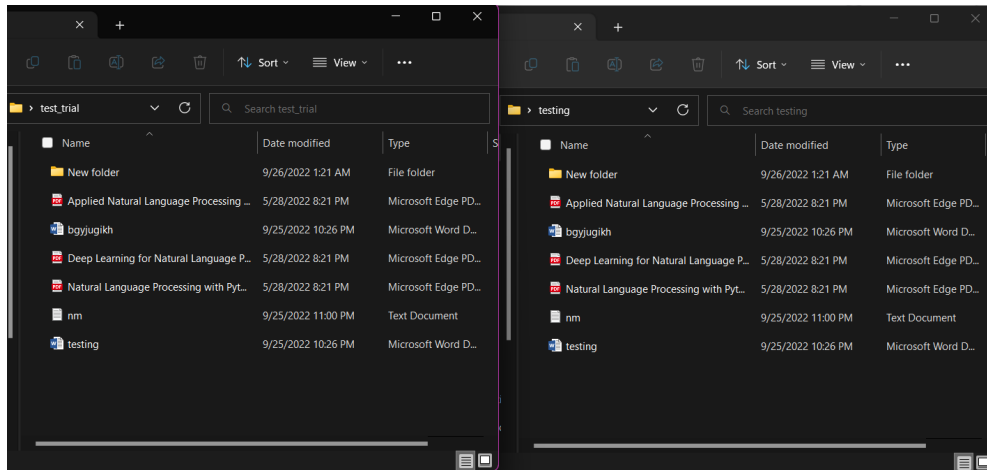 Sort View
test_trial Search test_trial
Name Date modified Type S
New folder 9/26/2022 1:21 AM File folder
Applied Natural Language Processing ... 5/28/2022 8:21 PM Microsoft Edge PD...
bgyjugikh 9/25/2022 10:26 PM Microsoft Word D...
Deep Learning for Natural Language P... 5/28/2022 8:21 PM Microsoft Edge PD...
Natural Language Processing with Pyt... 5/28/2022 8:21 PM Microsoft Edge PD...
nm 9/25/2022 11:00 PM Text Document
testing 9/25/2022 10:26 PM Microsoft Word D...
Sort View
testing Search testing
Name Date modified Type
New folder 9/26/2022 1:21 AM File folder
Applied Natural Language Processing ... 5/28/2022 8:21 PM Microsoft Edge PD...
bgyjugikh 9/25/2022 10:26 PM Microsoft Word D...
Deep Learning for Natural Language P... 5/28/2022 8:21 PM Microsoft Edge PD...
Natural Language Processing with Pyt... 5/28/2022 8:21 PM Microsoft Edge PD...
nm 9/25/2022 11:00 PM Text Document
testing 9/25/2022 10:26 PM Microsoft Word D...